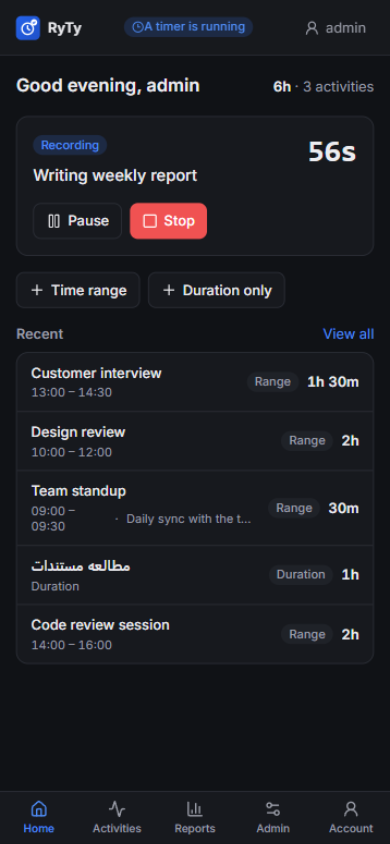 RyTy
A timer is running
admin
Good evening, admin
6h · 3 activities
Recording
56s
Writing weekly report
Pause
Stop
Time range
Duration only
Recent
View all
Customer interview
13:00 – 14:30
Range
1h 30m
Design review
10:00 – 12:00
Range
2h
Team standup
09:00 –
09:30
· Daily sync with the t...
Range
30m
مطالعه مستندات
Duration
Duration
1h
Code review session
14:00 – 16:00
Range
2h
Home
Activities
Reports
Admin
Account